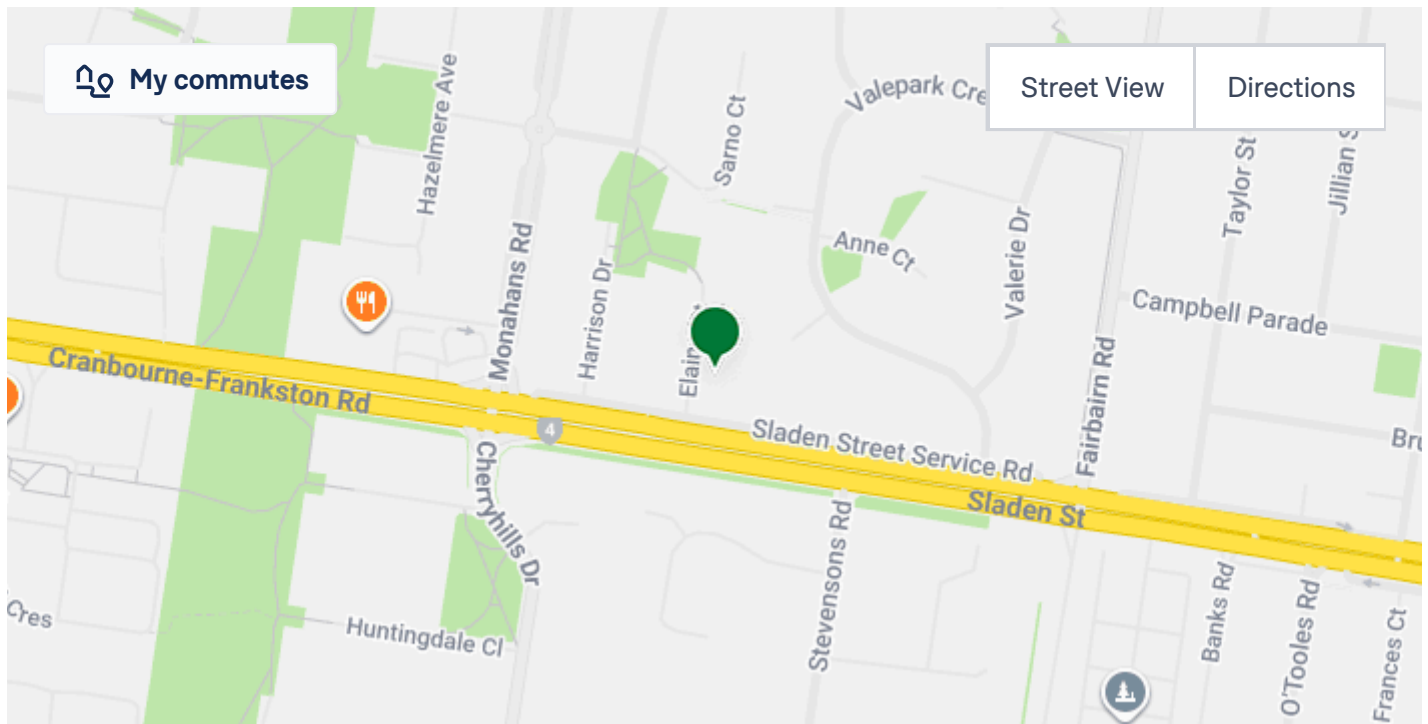 My commutes
Street View
Directions
Hazelmere Ave
Sarno Ct
Valepark Cre
Taylor St
Jillian S
Monahans Rd
Harrison Dr
Anne Ct
Valerie Dr
Campbell Parade
Elain
Fairbairn Rd
Cranbourne-Frankston Rd
4
Sladen Street Service Rd
Sladen St
Cherryhills Dr
Stevensons Rd
Banks Rd
O'Tooles Rd
Frances Ct
Cres
Huntingdale Cl
Bru